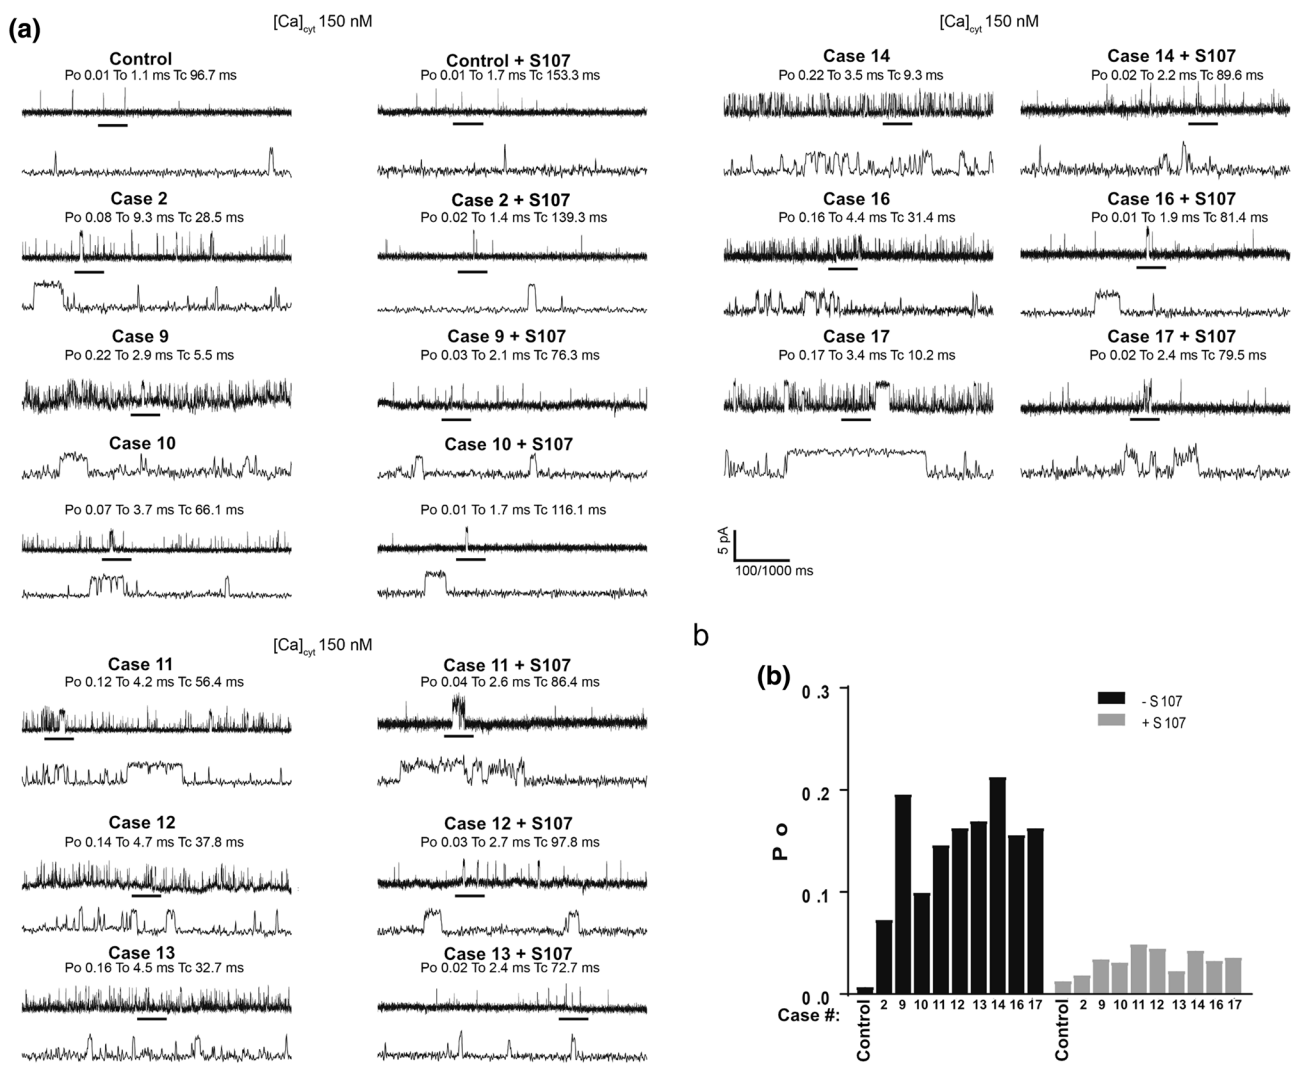 (a)
[Ca]cyt 150 nM
Control
Po 0.01 To 1.1 ms Tc 96.7 ms
Control + S107
Po 0.01 To 1.7 ms Tc 153.3 ms
Case 2
Po 0.08 To 9.3 ms Tc 28.5 ms
Case 2 + S107
Po 0.02 To 1.4 ms Tc 139.3 ms
Case 9
Po 0.22 To 2.9 ms Tc 5.5 ms
Case 9 + S107
Po 0.03 To 2.1 ms Tc 76.3 ms
Case 10
Case 10 + S107
Po 0.07 To 3.7 ms Tc 66.1 ms
Po 0.01 To 1.7 ms Tc 116.1 ms
[Ca]cyt 150 nM
Case 11
Po 0.12 To 4.2 ms Tc 56.4 ms
Case 11 + S107
Po 0.04 To 2.6 ms Tc 86.4 ms
Case 12
Po 0.14 To 4.7 ms Tc 37.8 ms
Case 12 + S107
Po 0.03 To 2.7 ms Tc 97.8 ms
Case 13
Po 0.16 To 4.5 ms Tc 32.7 ms
Case 13 + S107
Po 0.02 To 2.4 ms Tc 72.7 ms
[Ca]cyt 150 nM
Case 14
Po 0.22 To 3.5 ms Tc 9.3 ms
Case 14 + S107
Po 0.02 To 2.2 ms Tc 89.6 ms
Case 16
Po 0.16 To 4.4 ms Tc 31.4 ms
Case 16 + S107
Po 0.01 To 1.9 ms Tc 81.4 ms
Case 17
Po 0.17 To 3.4 ms Tc 10.2 ms
Case 17 + S107
Po 0.02 To 2.4 ms Tc 79.5 ms
5 pA
100/1000 ms
b
(b)
0.3
0.2
0.1
0.0
Po
- S107
+ S107
Case #:
Control 2 9 10 11 12 13 14 16 17
Control 2 9 10 11 12 13 14 16 17